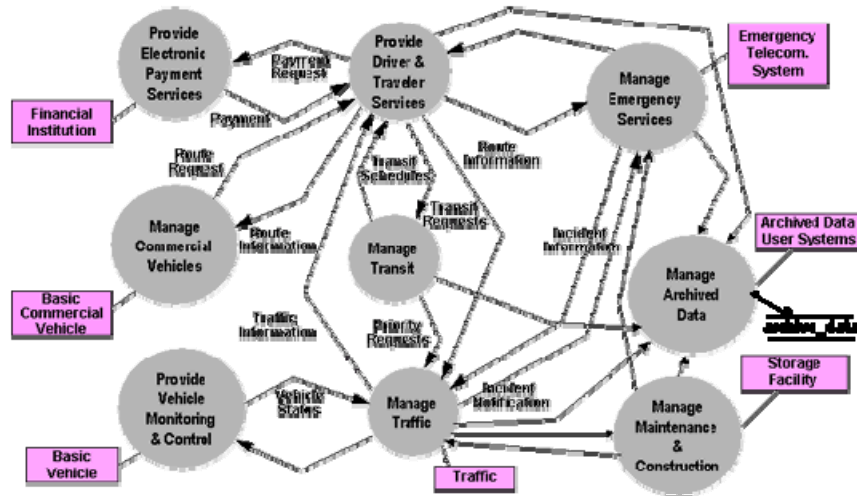 Provide
Electronic
Payment
Services
Payment
Request
Provide
Driver &
Traveler
Services
Emergency
Telecom.
System
Manage
Emergency
Services
Financial
Institution
Payment
Route
Request
Transit
Schedules
Route
Information
Transit
Requests
Manage
Commercial
Vehicles
Route
Information
Manage
Transit
Incident
Information
Archived Data
User Systems
Manage
Archived
Data
Basic
Commercial
Vehicle
Traffic
Information
Priority
Requests
archive_data
Storage
Facility
Provide
Vehicle
Monitoring
& Control
Vehicle
Status
Manage
Traffic
Incident
Notification
Manage
Maintenance
&
Construction
Basic
Vehicle
Traffic